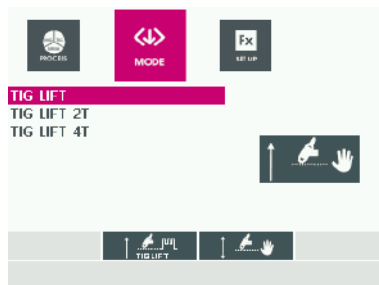 PROCESS
MODE
Fx
SET UP
TIG LIFT
TIG LIFT 2T
TIG LIFT 4T
TIG LIFT